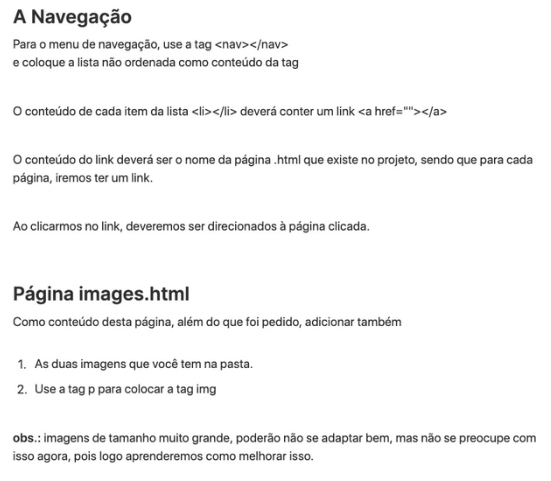 A Navegação
Para o menu de navegação, use a tag <nav></nav>
e coloque a lista não ordenada como conteúdo da tag
O conteúdo de cada item da lista <li></li> deverá conter um link <a href=""></a>
O conteúdo do link deverá ser o nome da página .html que existe no projeto, sendo que para cada
página, iremos ter um link.
Ao clicarmos no link, deveremos ser direcionados à página clicada.
Página images.html
Como conteúdo desta página, além do que foi pedido, adicionar também
1. As duas imagens que você tem na pasta.
2. Use a tag p para colocar a tag img
obs.: imagens de tamanho muito grande, poderão não se adaptar bem, mas não se preocupe com
isso agora, pois logo aprenderemos como melhorar isso.